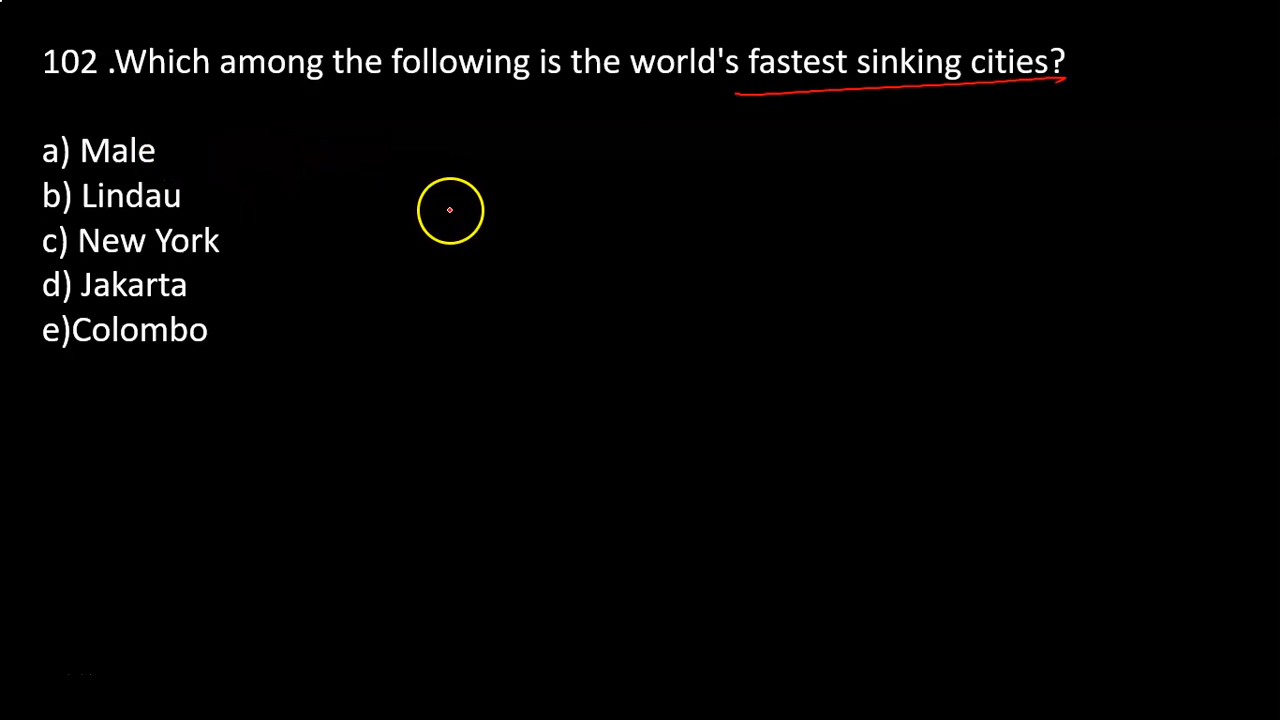 102 .Which among the following is the world's fastest sinking cities?
a) Male
b) Lindau
c) New York
d) Jakarta
e)Colombo